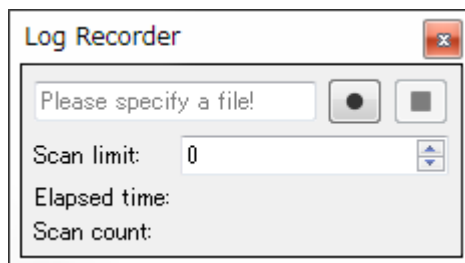 Log Recorder
Please specify a file!
Scan limit: 0
Elapsed time:
Scan count: